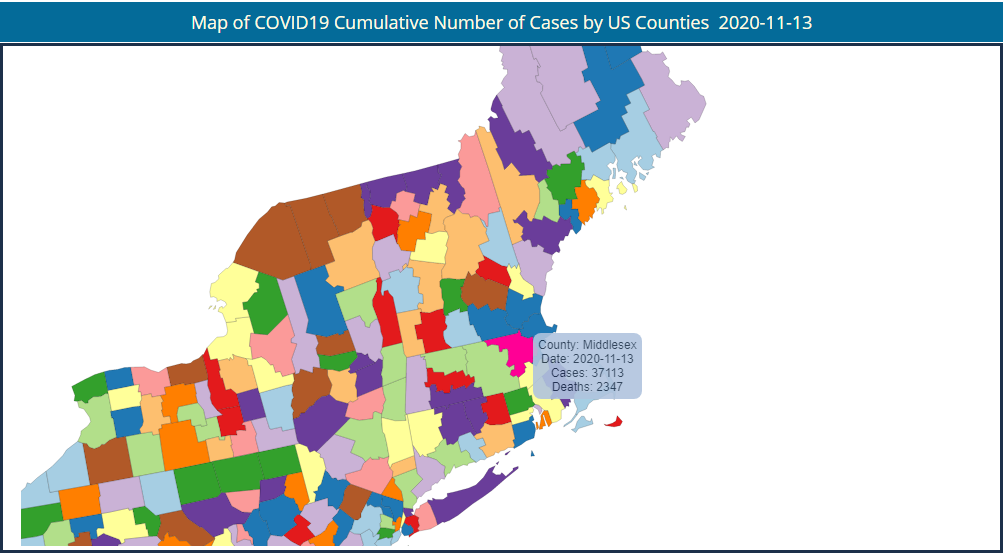 Map of COVID19 Cumulative Number of Cases by US Counties 2020-11-13
County: Middlesex
Date: 2020-11-13
Cases: 37113
Deaths: 2347